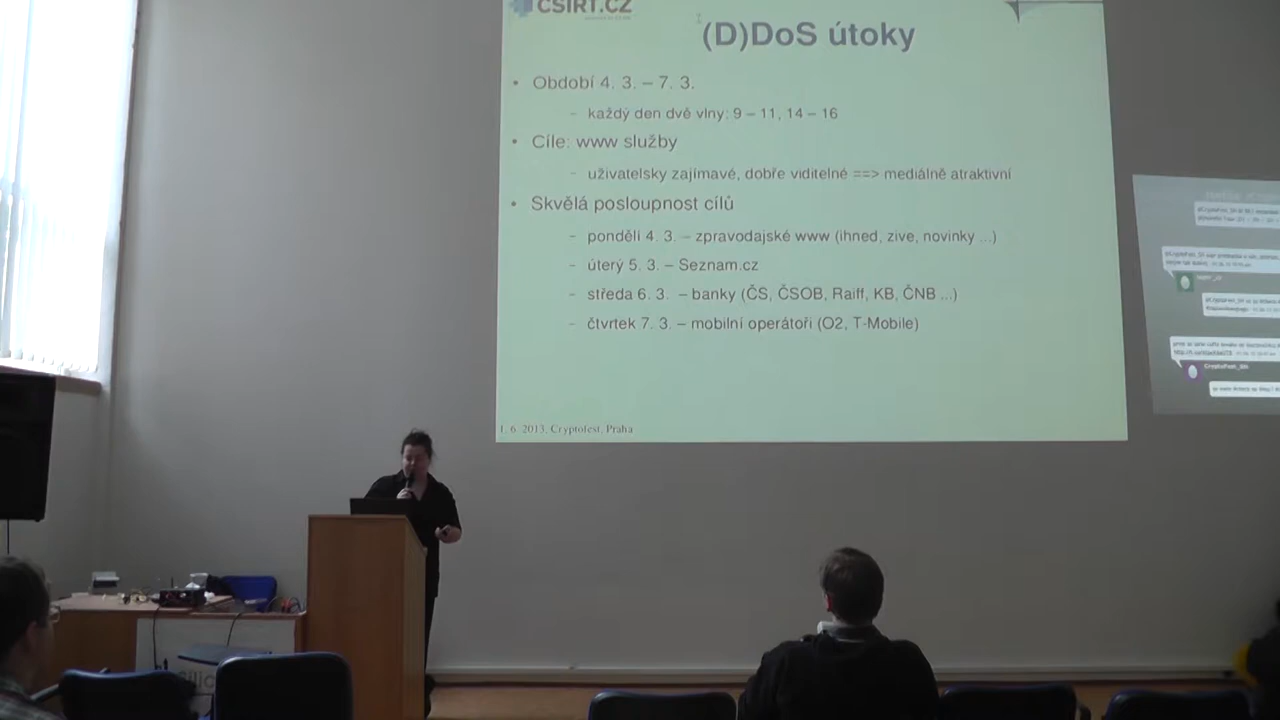 CSIRT.CZ
(D)DoS útoky
• Období 4. 3. – 7. 3.
– každý den dvě vlny: 9 – 11, 14 – 16
• Cíle: www služby
– uživatelsky zajímavé, dobře viditelné ==> mediálně atraktivní
• Skvělá posloupnost cílů
– pondělí 4. 3. – zpravodajské www (ihned, zive, novinky ...)
– úterý 5. 3. – Seznam.cz
– středa 6. 3. – banky (ČS, ČSOB, Raiff, KB, ČNB ...)
– čtvrtek 7. 3. – mobilní operátoři (O2, T-Mobile)
1. 6. 2013, Cryptofest, Praha